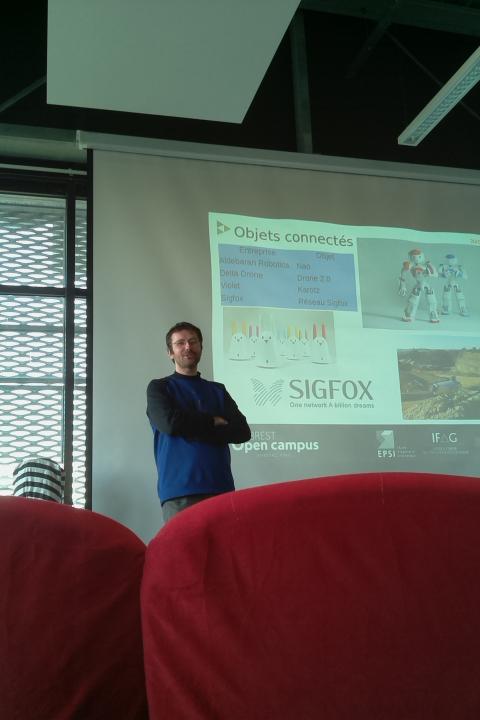 Objets connectés
Entreprise Objet
Aldebaran Robotics Nao
Delta Drone Drone 2.0
Violet Karotz
Sigfox Réseau Sigfox
SIGFOX
One network A billion dreams
Open campus
EPSI
IFAG